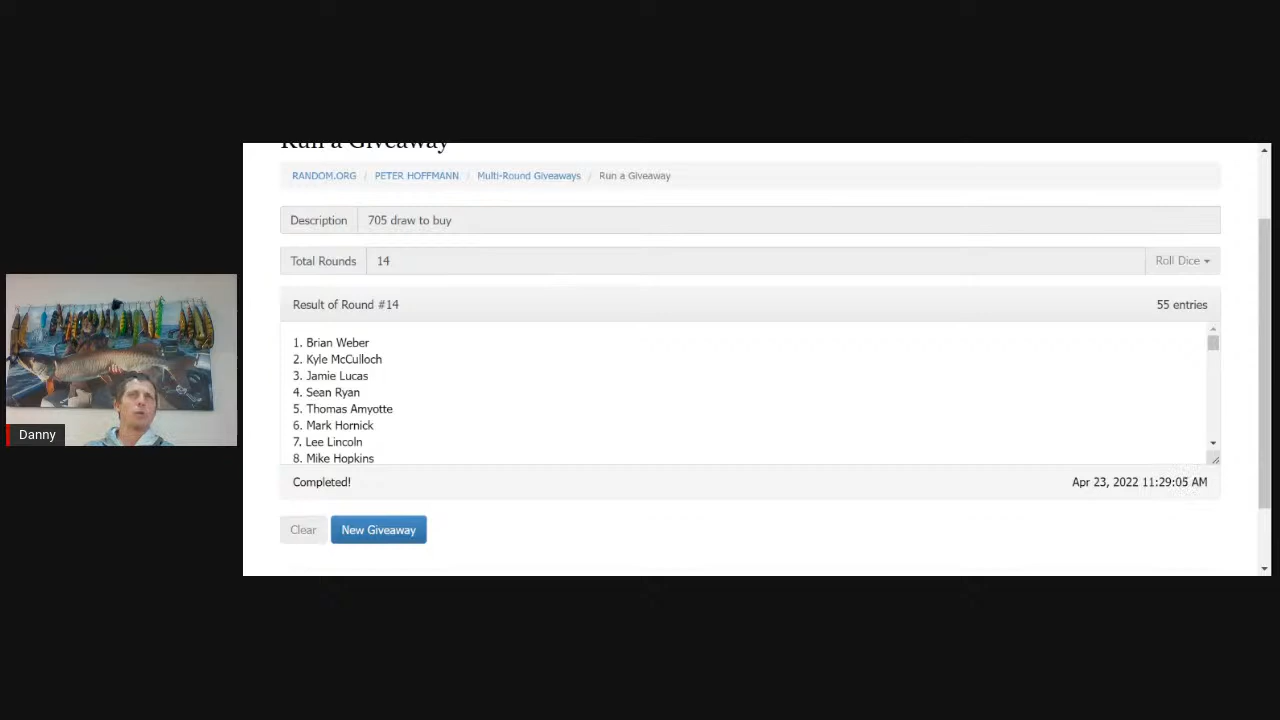 Run a Giveaway
RANDOM.ORG / PETER HOFFMANN / Multi-Round Giveaways / Run a Giveaway
Description 705 draw to buy
Total Rounds 14 Roll Dice
Result of Round #14 55 entries
1. Brian Weber
2. Kyle McCulloch
3. Jamie Lucas
4. Sean Ryan
5. Thomas Amyotte
6. Mark Hornick
7. Lee Lincoln
8. Mike Hopkins
Completed! Apr 23, 2022 11:29:05 AM
Clear New Giveaway
Danny